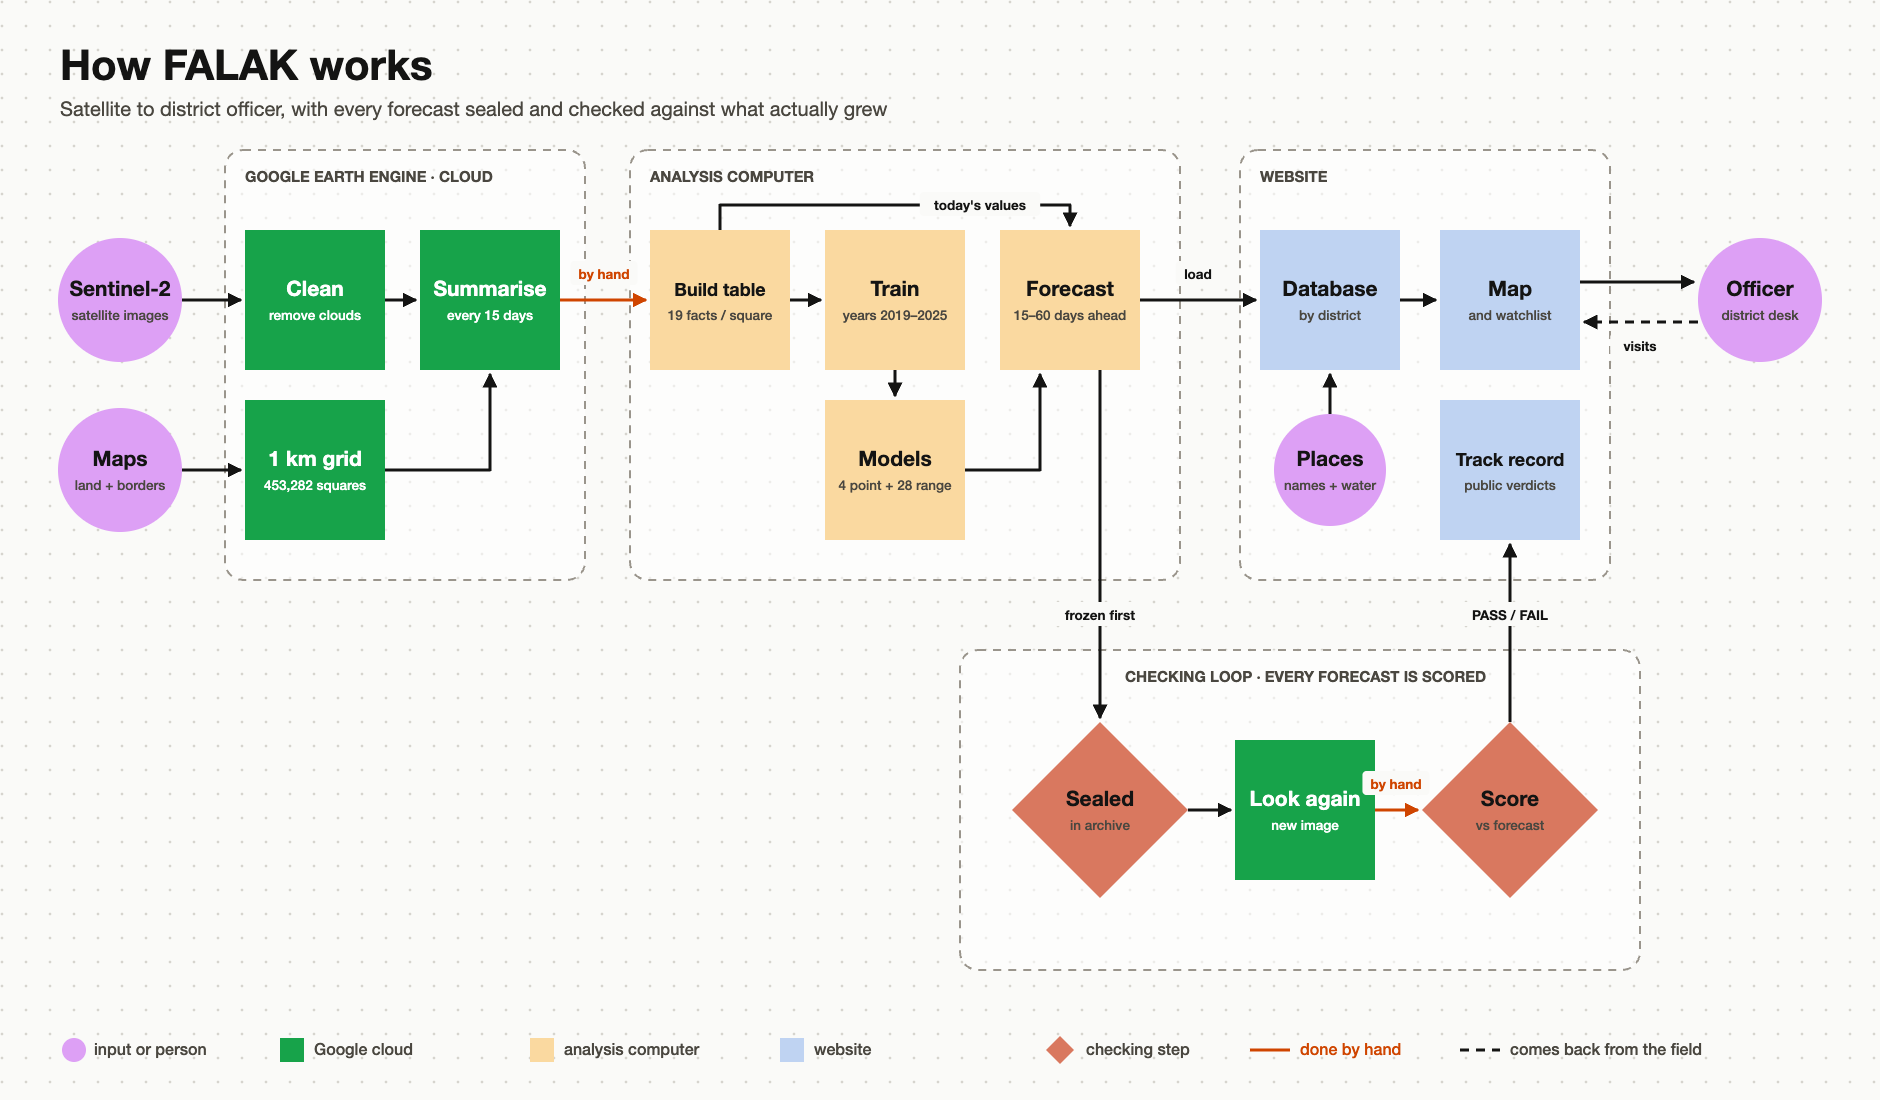 How FALAK works
Satellite to district officer, with every forecast sealed and checked against what actually grew
GOOGLE EARTH ENGINE · CLOUD
ANALYSIS COMPUTER
WEBSITE
today's values
Sentinel-2
satellite images
Clean
remove clouds
Summarise
every 15 days
by hand
Build table
19 facts / square
Train
years 2019–2025
Forecast
15–60 days ahead
load
Database
by district
Map
and watchlist
Officer
district desk
visits
Maps
land + borders
1 km grid
453,282 squares
Models
4 point + 28 range
Places
names + water
Track record
public verdicts
frozen first
PASS / FAIL
CHECKING LOOP · EVERY FORECAST IS SCORED
Sealed
in archive
Look again
new image
by hand
Score
vs forecast
input or person
Google cloud
analysis computer
website
checking step
done by hand
comes back from the field